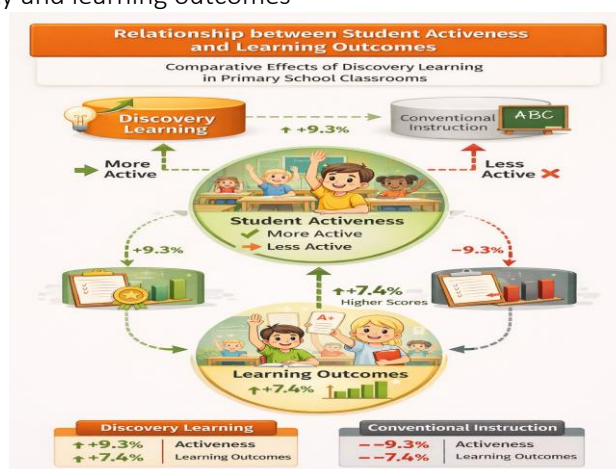 y and learning outcomes
Relationship between Student Activeness
and Learning Outcomes
Comparative Effects of Discovery Learning
in Primary School Classrooms
Discovery
Learning
↑ +9.3%
Conventional
Instruction
ABC
More
Active
Less
Active ✖
Student Activeness
✔ More Active
→ Less Active
+9.3%
−9.3%
↑+7.4%
Higher Scores
A+
Learning Outcomes
↑+7.4%
Discovery Learning
↑ +9.3% Activeness
↑ +7.4% Learning Outcomes
Conventional Instruction
−−9.3% Activeness
−−7.4% Learning Outcomes